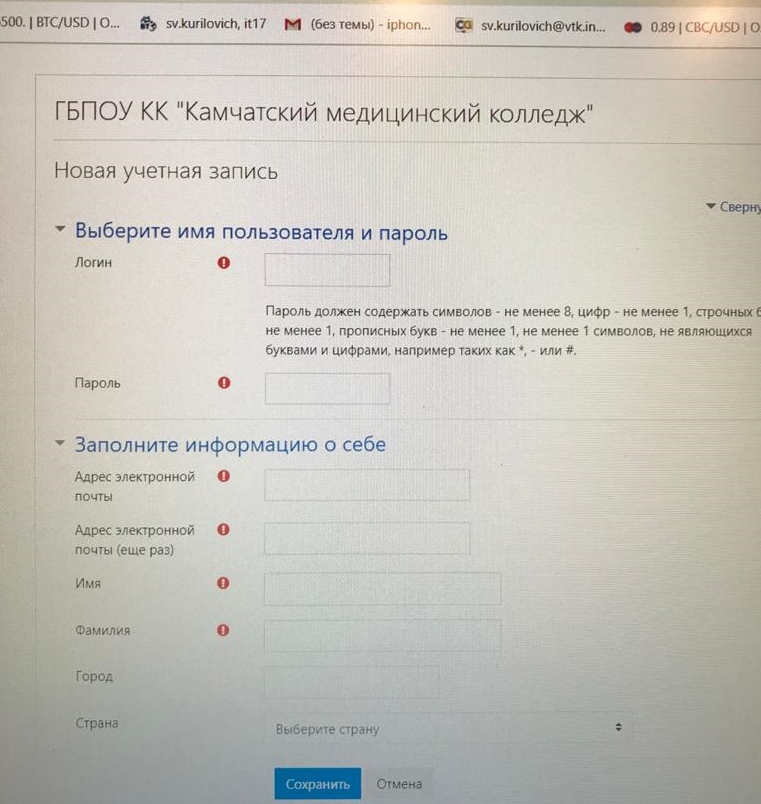 500. | BTC/USD | O... sv.kurilovich, it17 (без темы) - iphon... sv.kurilovich@vtk.in... 0.89 | CBC/USD | O
ГБПОУ КК "Камчатский медицинский колледж"
Новая учетная запись
Сверну
Выберите имя пользователя и пароль
Логин
Пароль должен содержать символов - не менее 8, цифр - не менее 1, строчных б
не менее 1, прописных букв - не менее 1, не менее 1 символов, не являющихся
буквами и цифрами, например таких как *, - или #.
Пароль
Заполните информацию о себе
Адрес электронной
почты
Адрес электронной
почты (еще раз)
Имя
Фамилия
Город
Страна Выберите страну
Сохранить Отмена